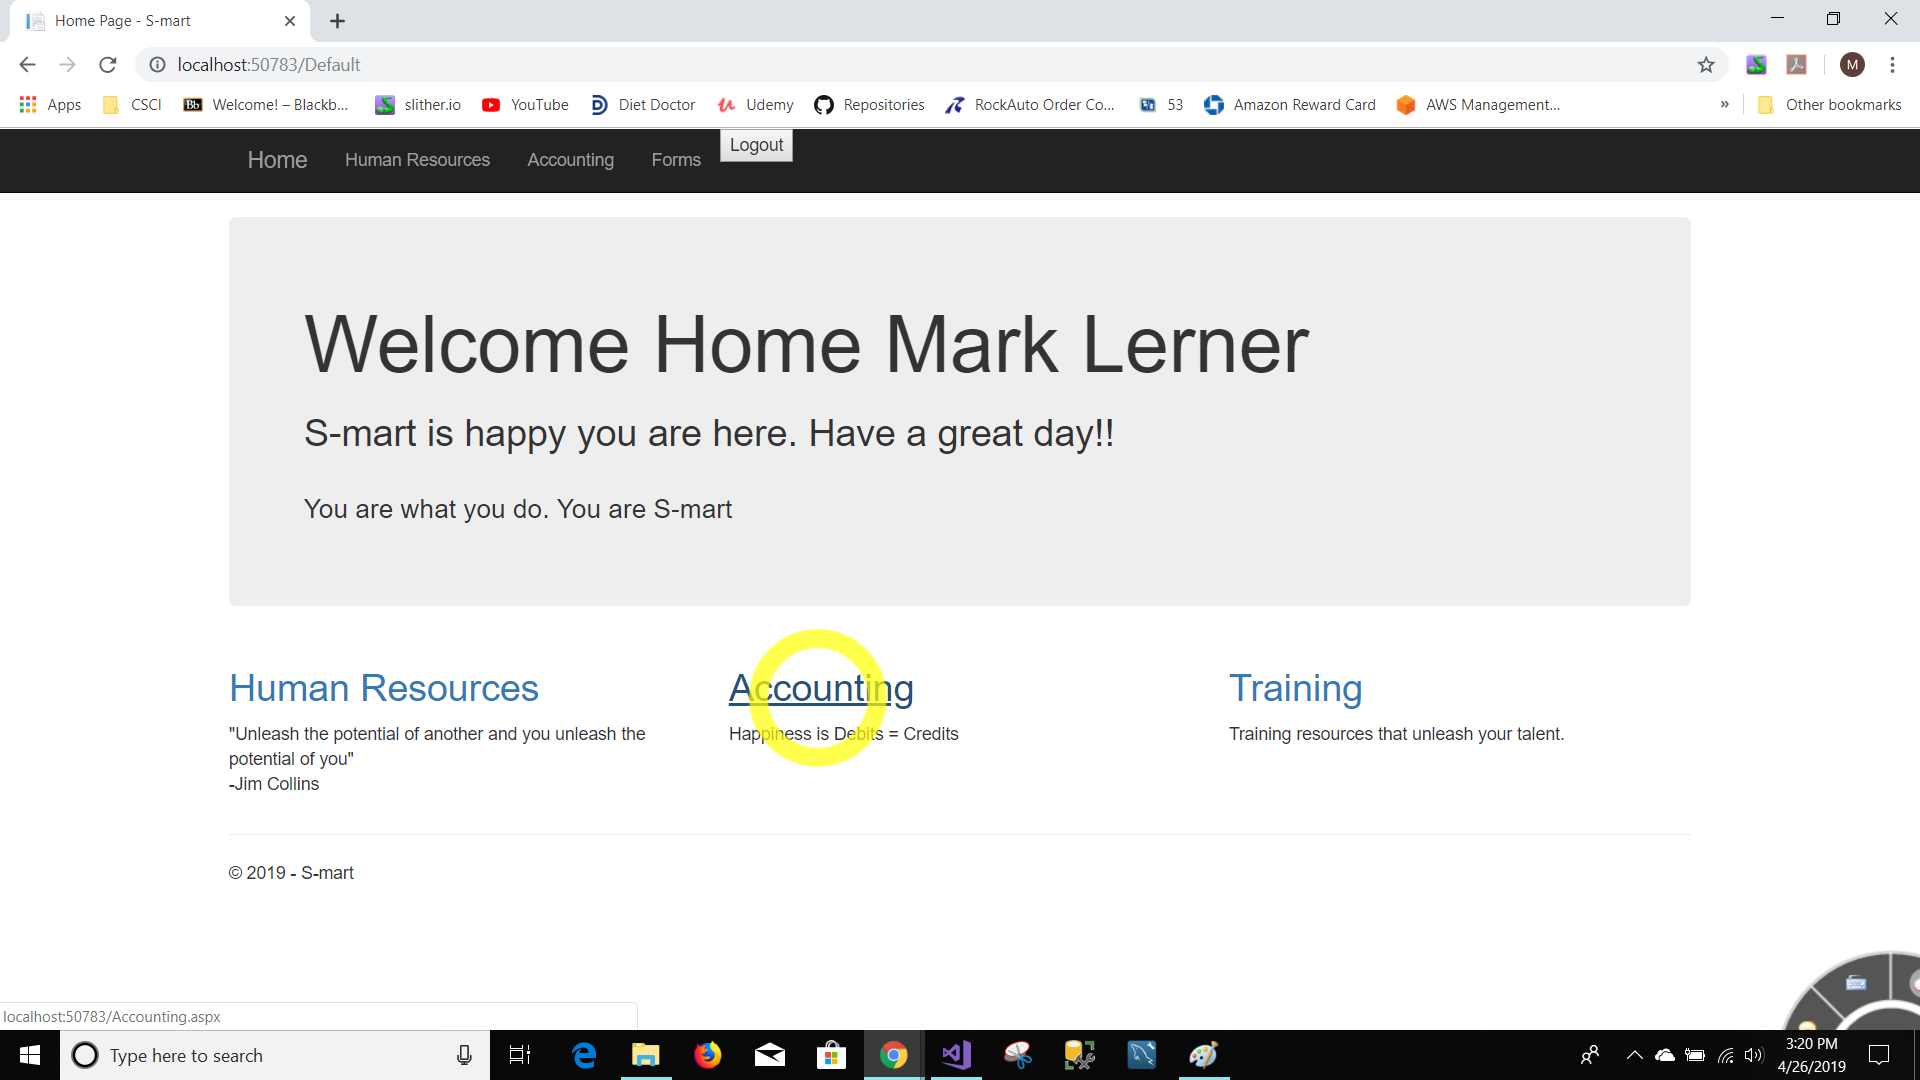 Home Page - S-mart
localhost:50783/Default
M
Apps CSCI Bb Welcome! – Blackb... slither.io YouTube Diet Doctor Udemy Repositories RockAuto Order Co... 53 Amazon Reward Card AWS Management... » Other bookmarks
Home Human Resources Accounting Forms Logout
Welcome Home Mark Lerner
S-mart is happy you are here. Have a great day!!
You are what you do. You are S-mart
Human Resources
"Unleash the potential of another and you unleash the
potential of you"
-Jim Collins
Accounting
Happiness is Debits = Credits
Training
Training resources that unleash your talent.
© 2019 - S-mart
localhost:50783/Accounting.aspx
Type here to search
3:20 PM
4/26/2019